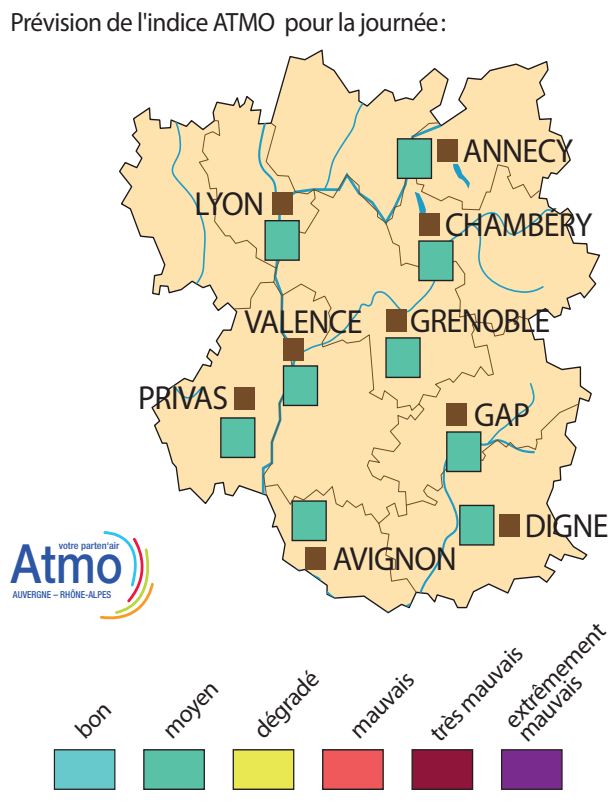 Prévision de l'indice ATMO pour la journée:
ANNECY
LYON
CHAMBÉRY
VALENCE
GRENOBLE
PRIVAS
GAP
DIGNE
AVIGNON
votre parten'air
Atmo
AUVERGNE – RHÔNE-ALPES
bon
moyen
dégradé
mauvais
très mauvais
extrêmement
mauvais